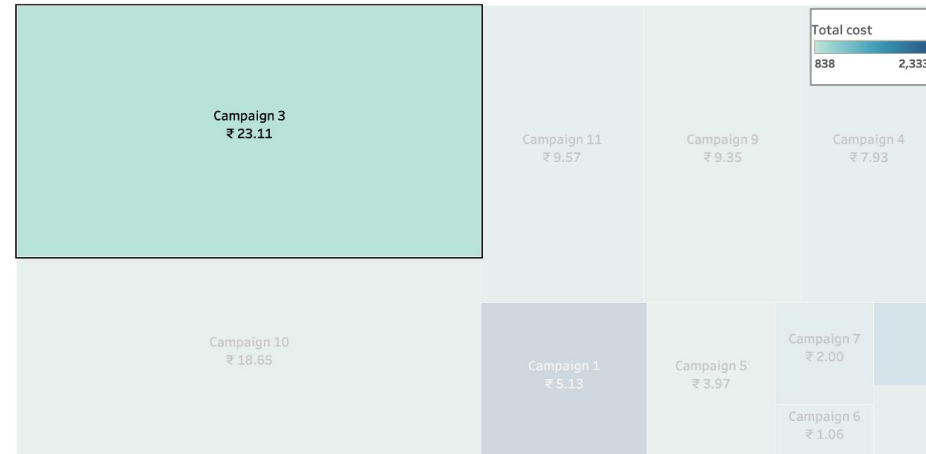 Total cost
838 2,333
Campaign 3
₹ 23.11
Campaign 11
₹ 9.57
Campaign 9
₹ 9.35
Campaign 4
₹ 7.93
Campaign 10
₹ 18.65
Campaign 1
₹ 5.13
Campaign 5
₹ 3.97
Campaign 7
₹ 2.00
Campaign 6
₹ 1.06